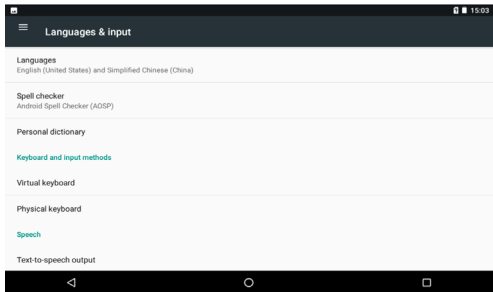 15:03
Languages & input
Languages
English (United States) and Simplified Chinese (China)
Spell checker
Android Spell Checker (AOSP)
Personal dictionary
Keyboard and input methods
Virtual keyboard
Physical keyboard
Speech
Text-to-speech output